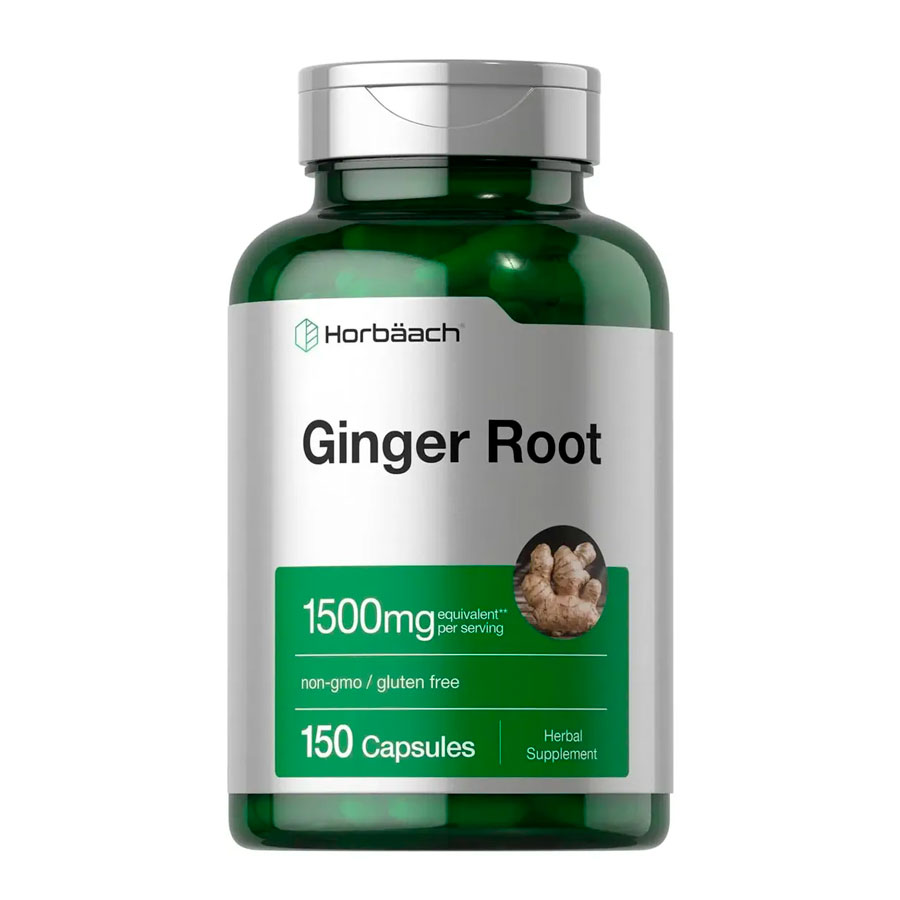 Horbäach®
Ginger Root
1500mg equivalent**
per serving
non-gmo / gluten free
150 Capsules
Herbal
Supplement